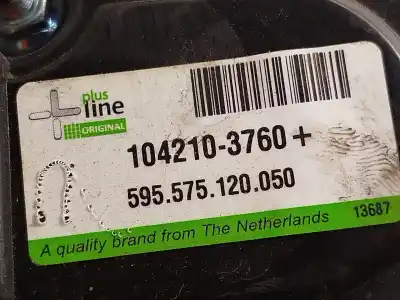 plus
line
ORIGINAL
104210-3760+
595.575.120.050
A quality brand from The Netherlands
13687